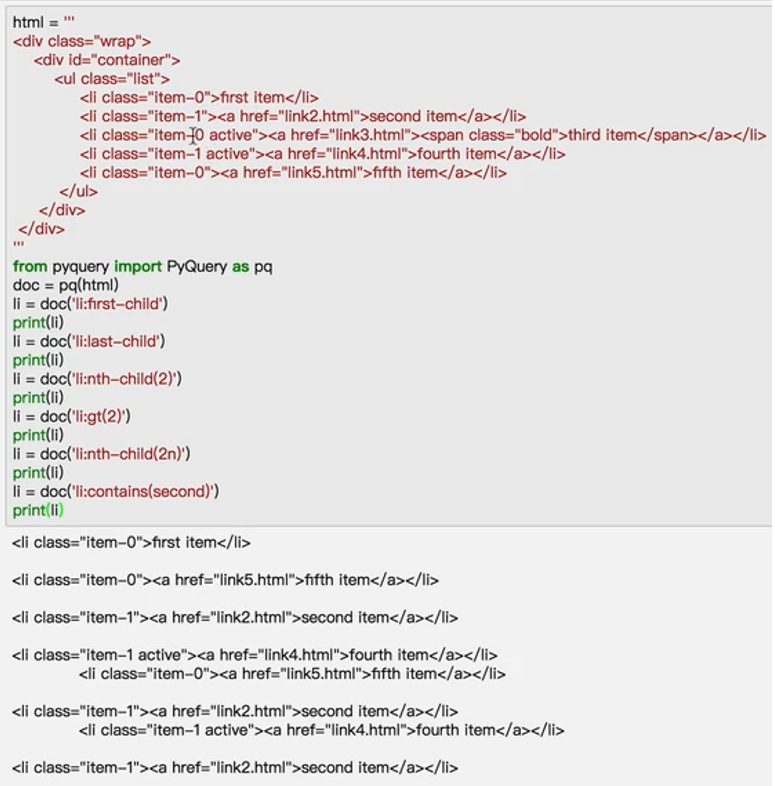 html = '''
<div class="wrap">
    <div id="container">
        <ul class="list">
             <li class="item-0">first item</li>
             <li class="item-1"><a href="link2.html">second item</a></li>
             <li class="item-0 active"><a href="link3.html"><span class="bold">third item</span></a></li>
             <li class="item-1 active"><a href="link4.html">fourth item</a></li>
             <li class="item-0"><a href="link5.html">fifth item</a></li>
         </ul>
     </div>
 </div>
'''
from pyquery import PyQuery as pq
doc = pq(html)
li = doc('li:first-child')
print(li)
li = doc('li:last-child')
print(li)
li = doc('li:nth-child(2)')
print(li)
li = doc('li:gt(2)')
print(li)
li = doc('li:nth-child(2n)')
print(li)
li = doc('li:contains(second)')
print(li)
<li class="item-0">first item</li>
<li class="item-0"><a href="link5.html">fifth item</a></li>
<li class="item-1"><a href="link2.html">second item</a></li>
<li class="item-1 active"><a href="link4.html">fourth item</a></li>
             <li class="item-0"><a href="link5.html">fifth item</a></li>
<li class="item-1"><a href="link2.html">second item</a></li>
             <li class="item-1 active"><a href="link4.html">fourth item</a></li>
<li class="item-1"><a href="link2.html">second item</a></li>